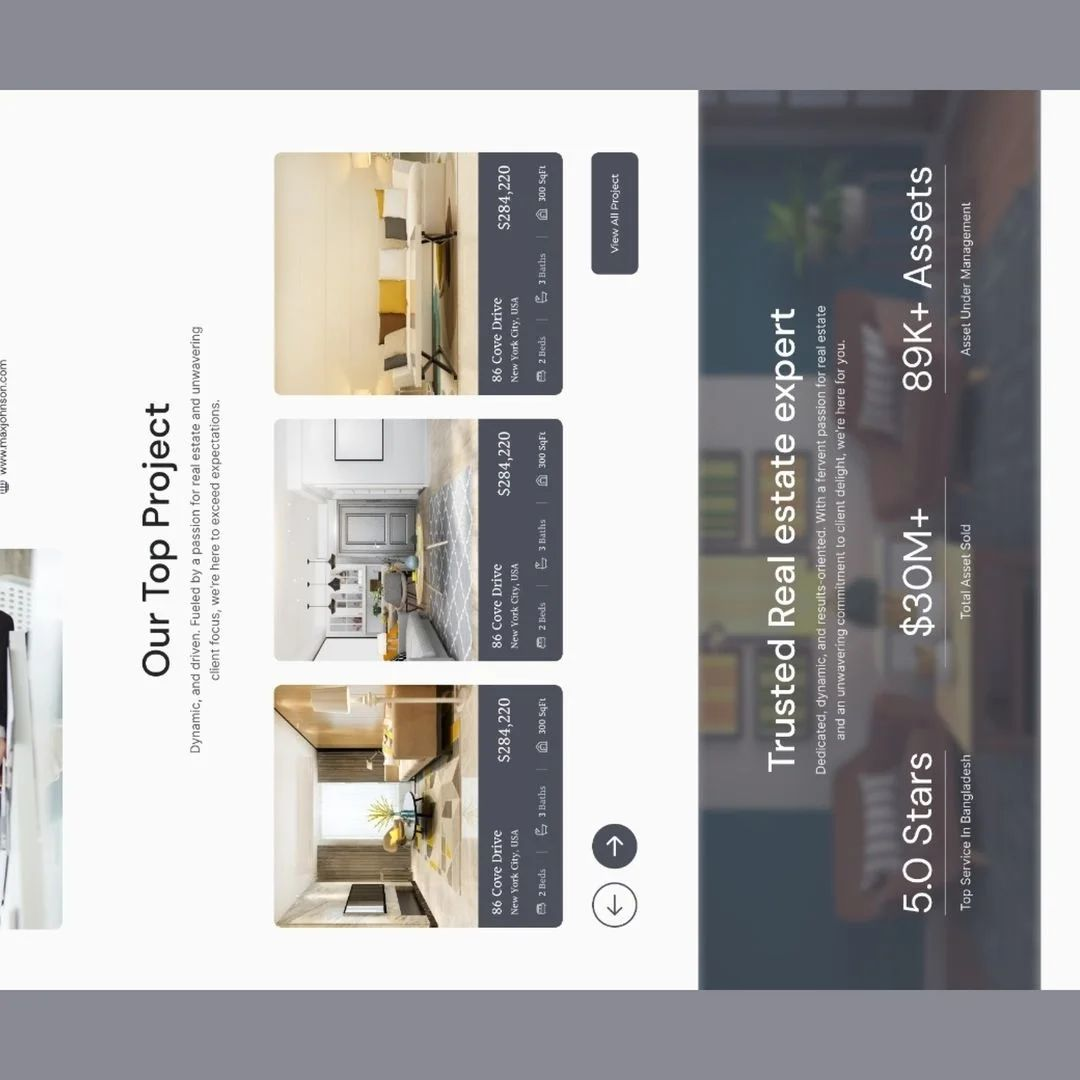 www.maxjohnson.com
Our Top Project
Dynamic, and driven. Fueled by a passion for real estate and unwavering
client focus, we're here to exceed expectations.
86 Cove Drive
$284,220
New York City, USA
2 Beds
3 Baths
300 SqFt
86 Cove Drive
$284,220
New York City, USA
2 Beds
3 Baths
300 SqFt
86 Cove Drive
$284,220
New York City, USA
2 Beds
3 Baths
300 SqFt
View All Project
Trusted Real estate expert
Dedicated, dynamic, and results-oriented. With a fervent passion for real estate
and an unwavering commitment to client delight, we're here for you.
5.0 Stars
Top Service In Bangladesh
$30M+
Total Asset Sold
89K+ Assets
Asset Under Management